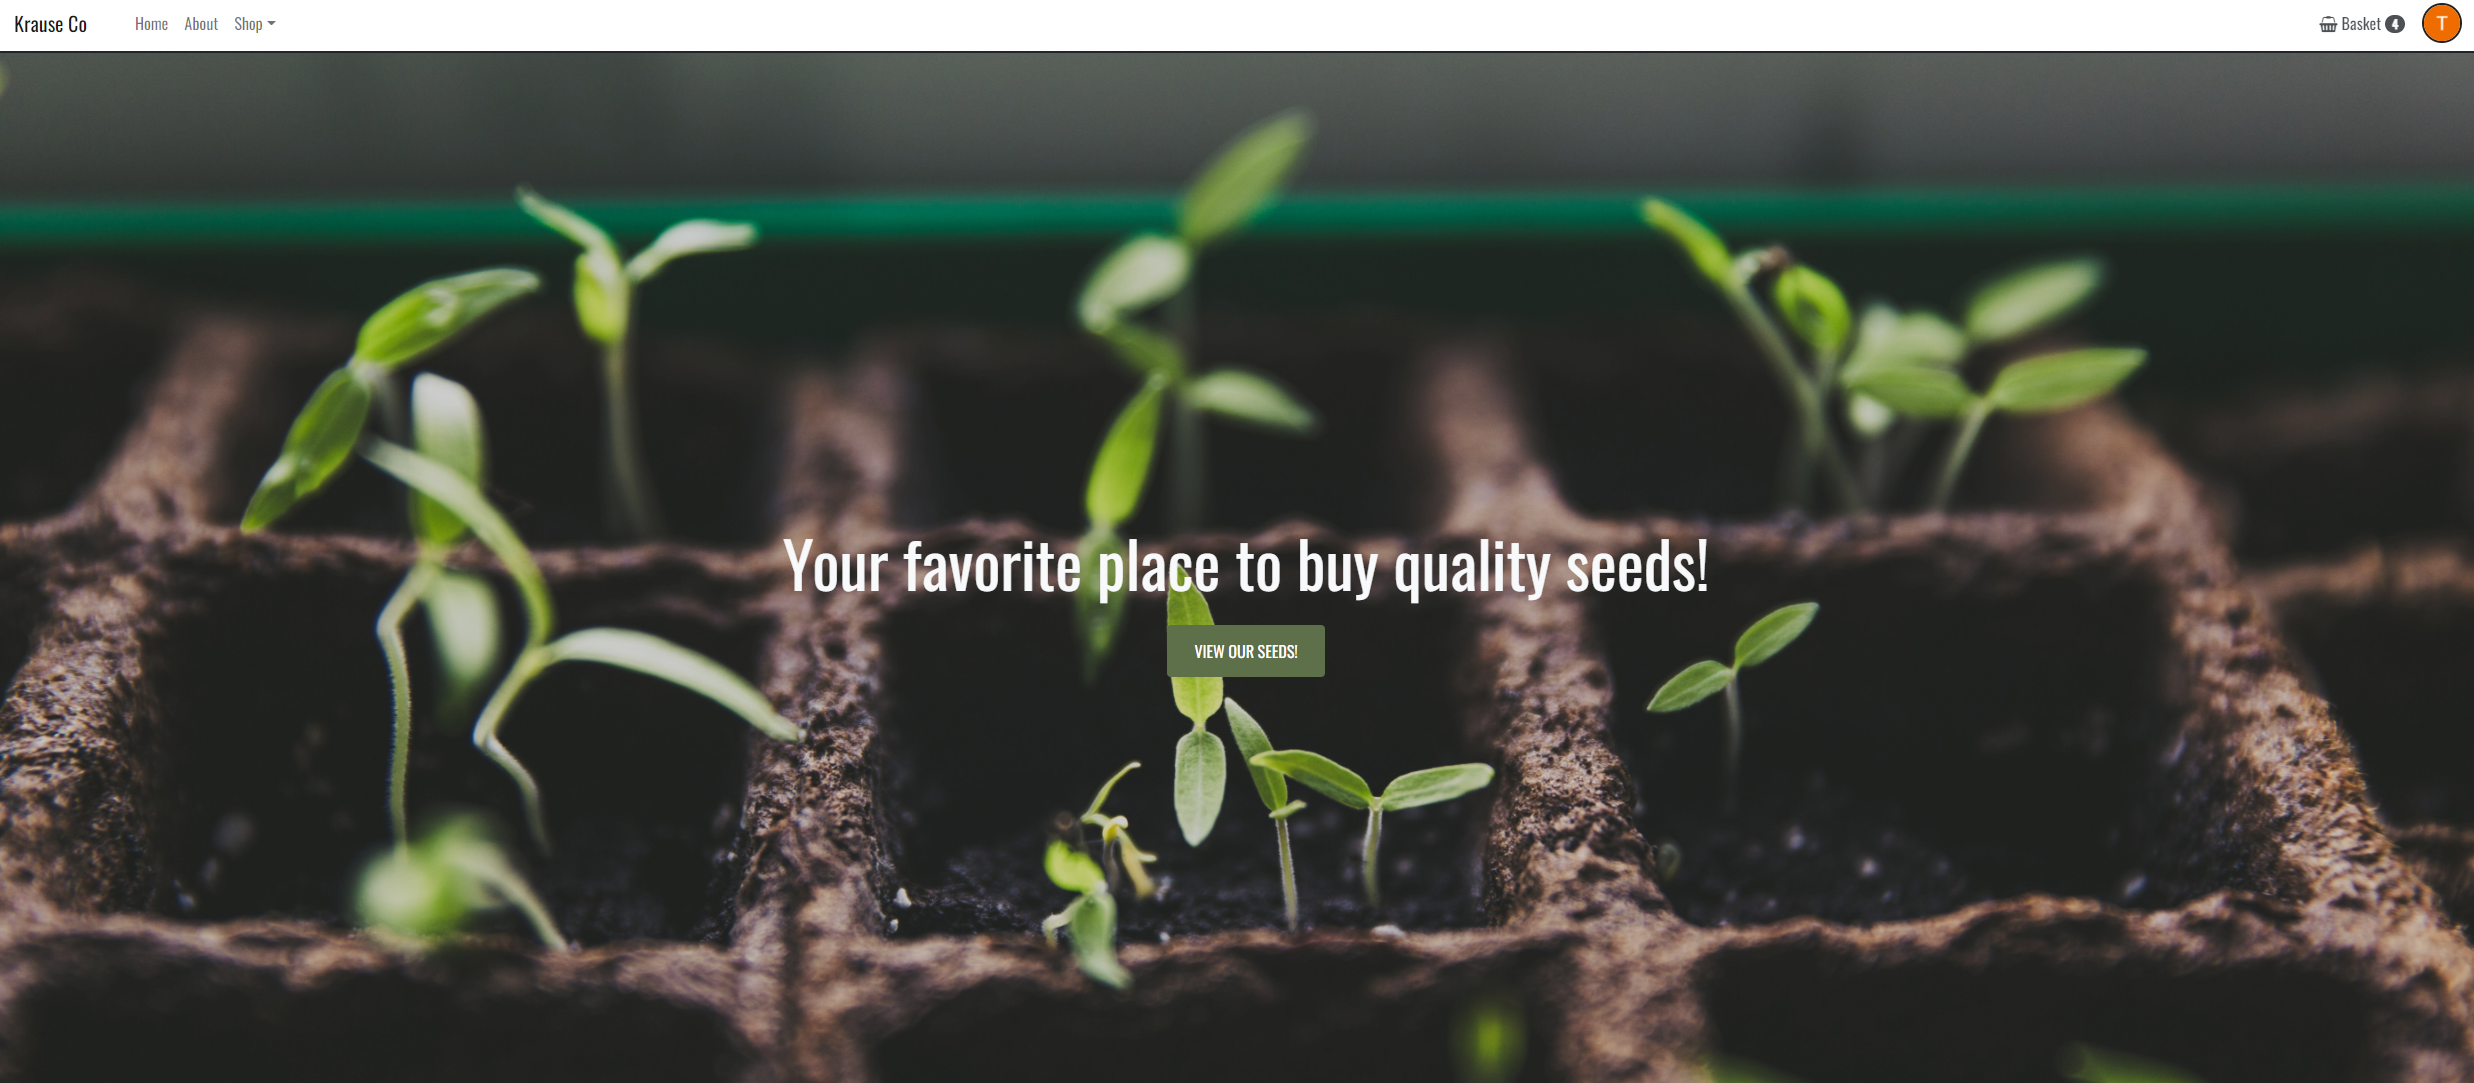 Krause Co
Home
About
Shop
Basket 4
T
Your favorite place to buy quality seeds!
VIEW OUR SEEDS!